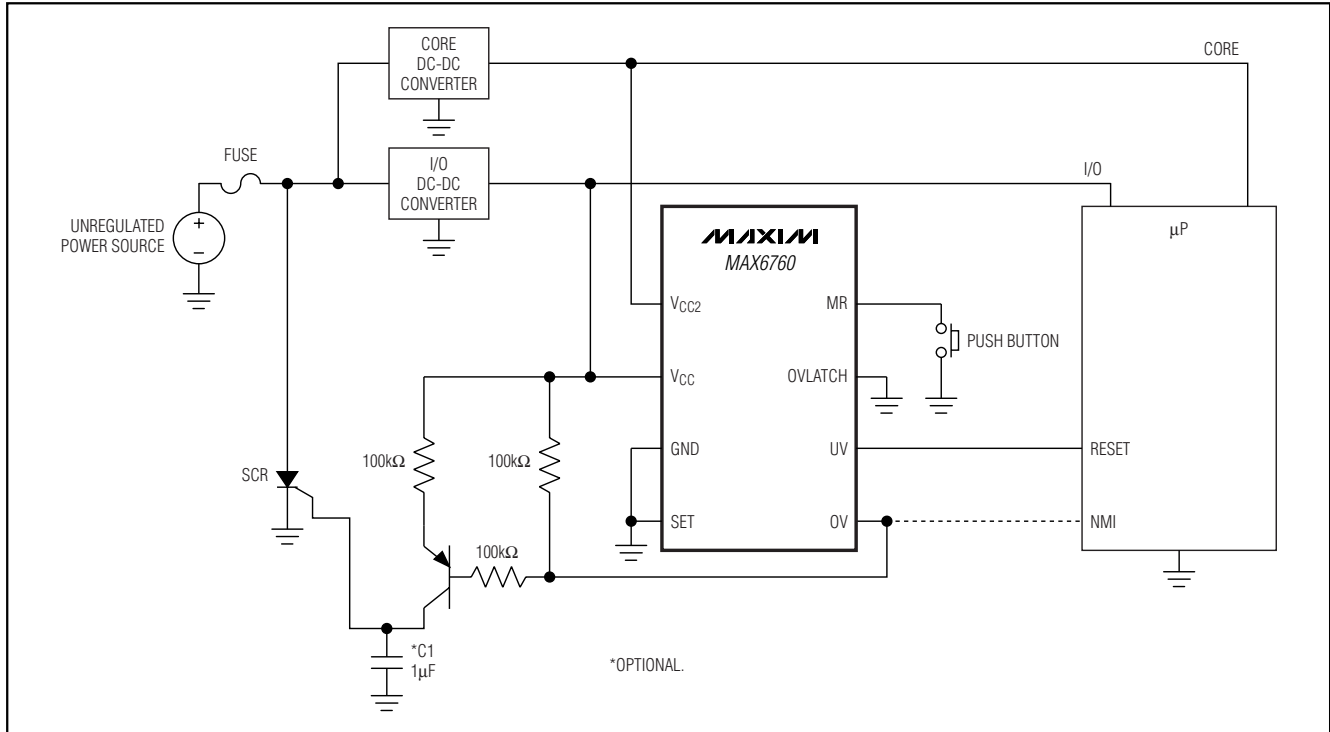 CORE
DC-DC
CONVERTER
CORE
FUSE
I/O
DC-DC
CONVERTER
I/O
+
−
UNREGULATED
POWER SOURCE
MAXIM
MAX6760
µP
VCC2
MR
PUSH BUTTON
VCC
OVLATCH
100kΩ
100kΩ
GND
UV
RESET
SCR
SET
OV
NMI
100kΩ
*C1
1µF
*OPTIONAL.